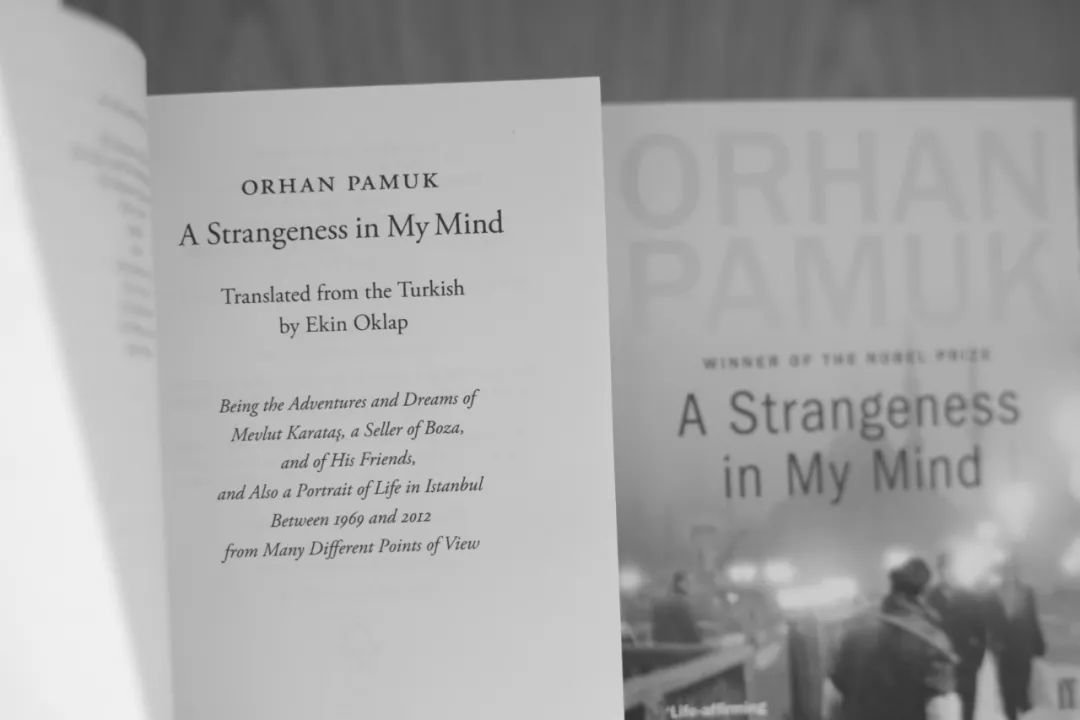 ORHAN PAMUK
A Strangeness in My Mind
Translated from the Turkish
by Ekin Oklap
Being the Adventures and Dreams of
Mevlut Karataş, a Seller of Boza,
and of His Friends,
and Also a Portrait of Life in Istanbul
Between 1969 and 2012
from Many Different Points of View
ORHAN
PAMUK
WINNER OF THE NOBEL PRIZE
A Strangeness
in My Mind
'Life-affirming
ff